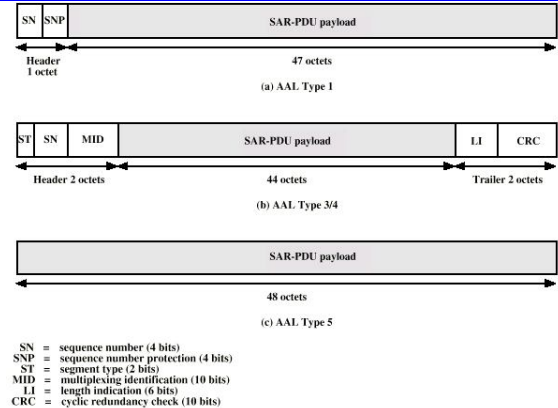 SN SNP SAR-PDU payload
Header 1 octet
47 octets
(a) AAL Type 1
ST SN MID SAR-PDU payload LI CRC
Header 2 octets 44 octets Trailer 2 octets
(b) AAL Type 3/4
SAR-PDU payload
48 octets
(c) AAL Type 5
SN = sequence number (4 bits)
SNP = sequence number protection (4 bits)
ST = segment type (2 bits)
MID = multiplexing identification (10 bits)
LI = length indication (6 bits)
CRC = cyclic redundancy check (10 bits)